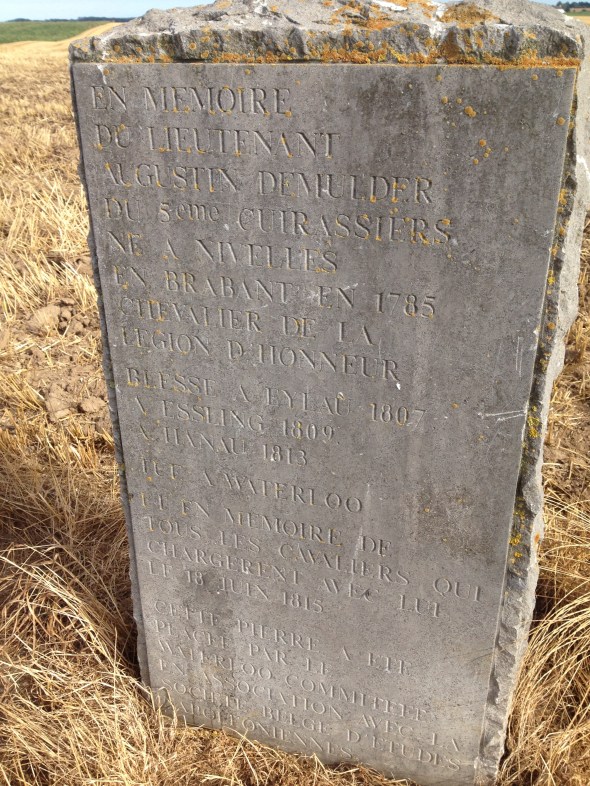 EN MEMOIRE
DU LIEUTENANT
AUGUSTIN DEMULDER
DU 5eme CUIRASSIERS
NE A NIVELLES
EN BRABANT EN 1785
CHEVALIER DE LA
LEGION D'HONNEUR
BLESSE A EYLAU 1807
A ESSLING 1809
A HANAU 1813
TUE A WATERLOO
ET EN MEMOIRE DE
TOUS LES CAVALIERS QUI
CHARGERENT AVEC LUI
LE 18 JUIN 1815
CETTE PIERRE A ETE
PLACEE PAR LE
WATERLOO COMMITTEE
EN ASSOCIATION AVEC LA
SOCIETE BELGE D'ETUDES
NAPOLEONIENNES